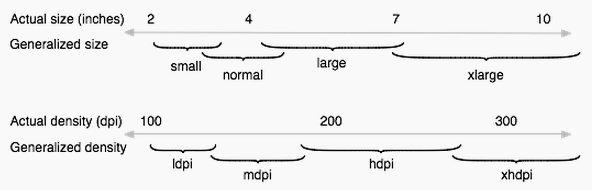 Actual size (inches) 2 4 7 10
Generalized size
small normal large xlarge
Actual density (dpi) 100 200 300
Generalized density
ldpi mdpi hdpi xhdpi